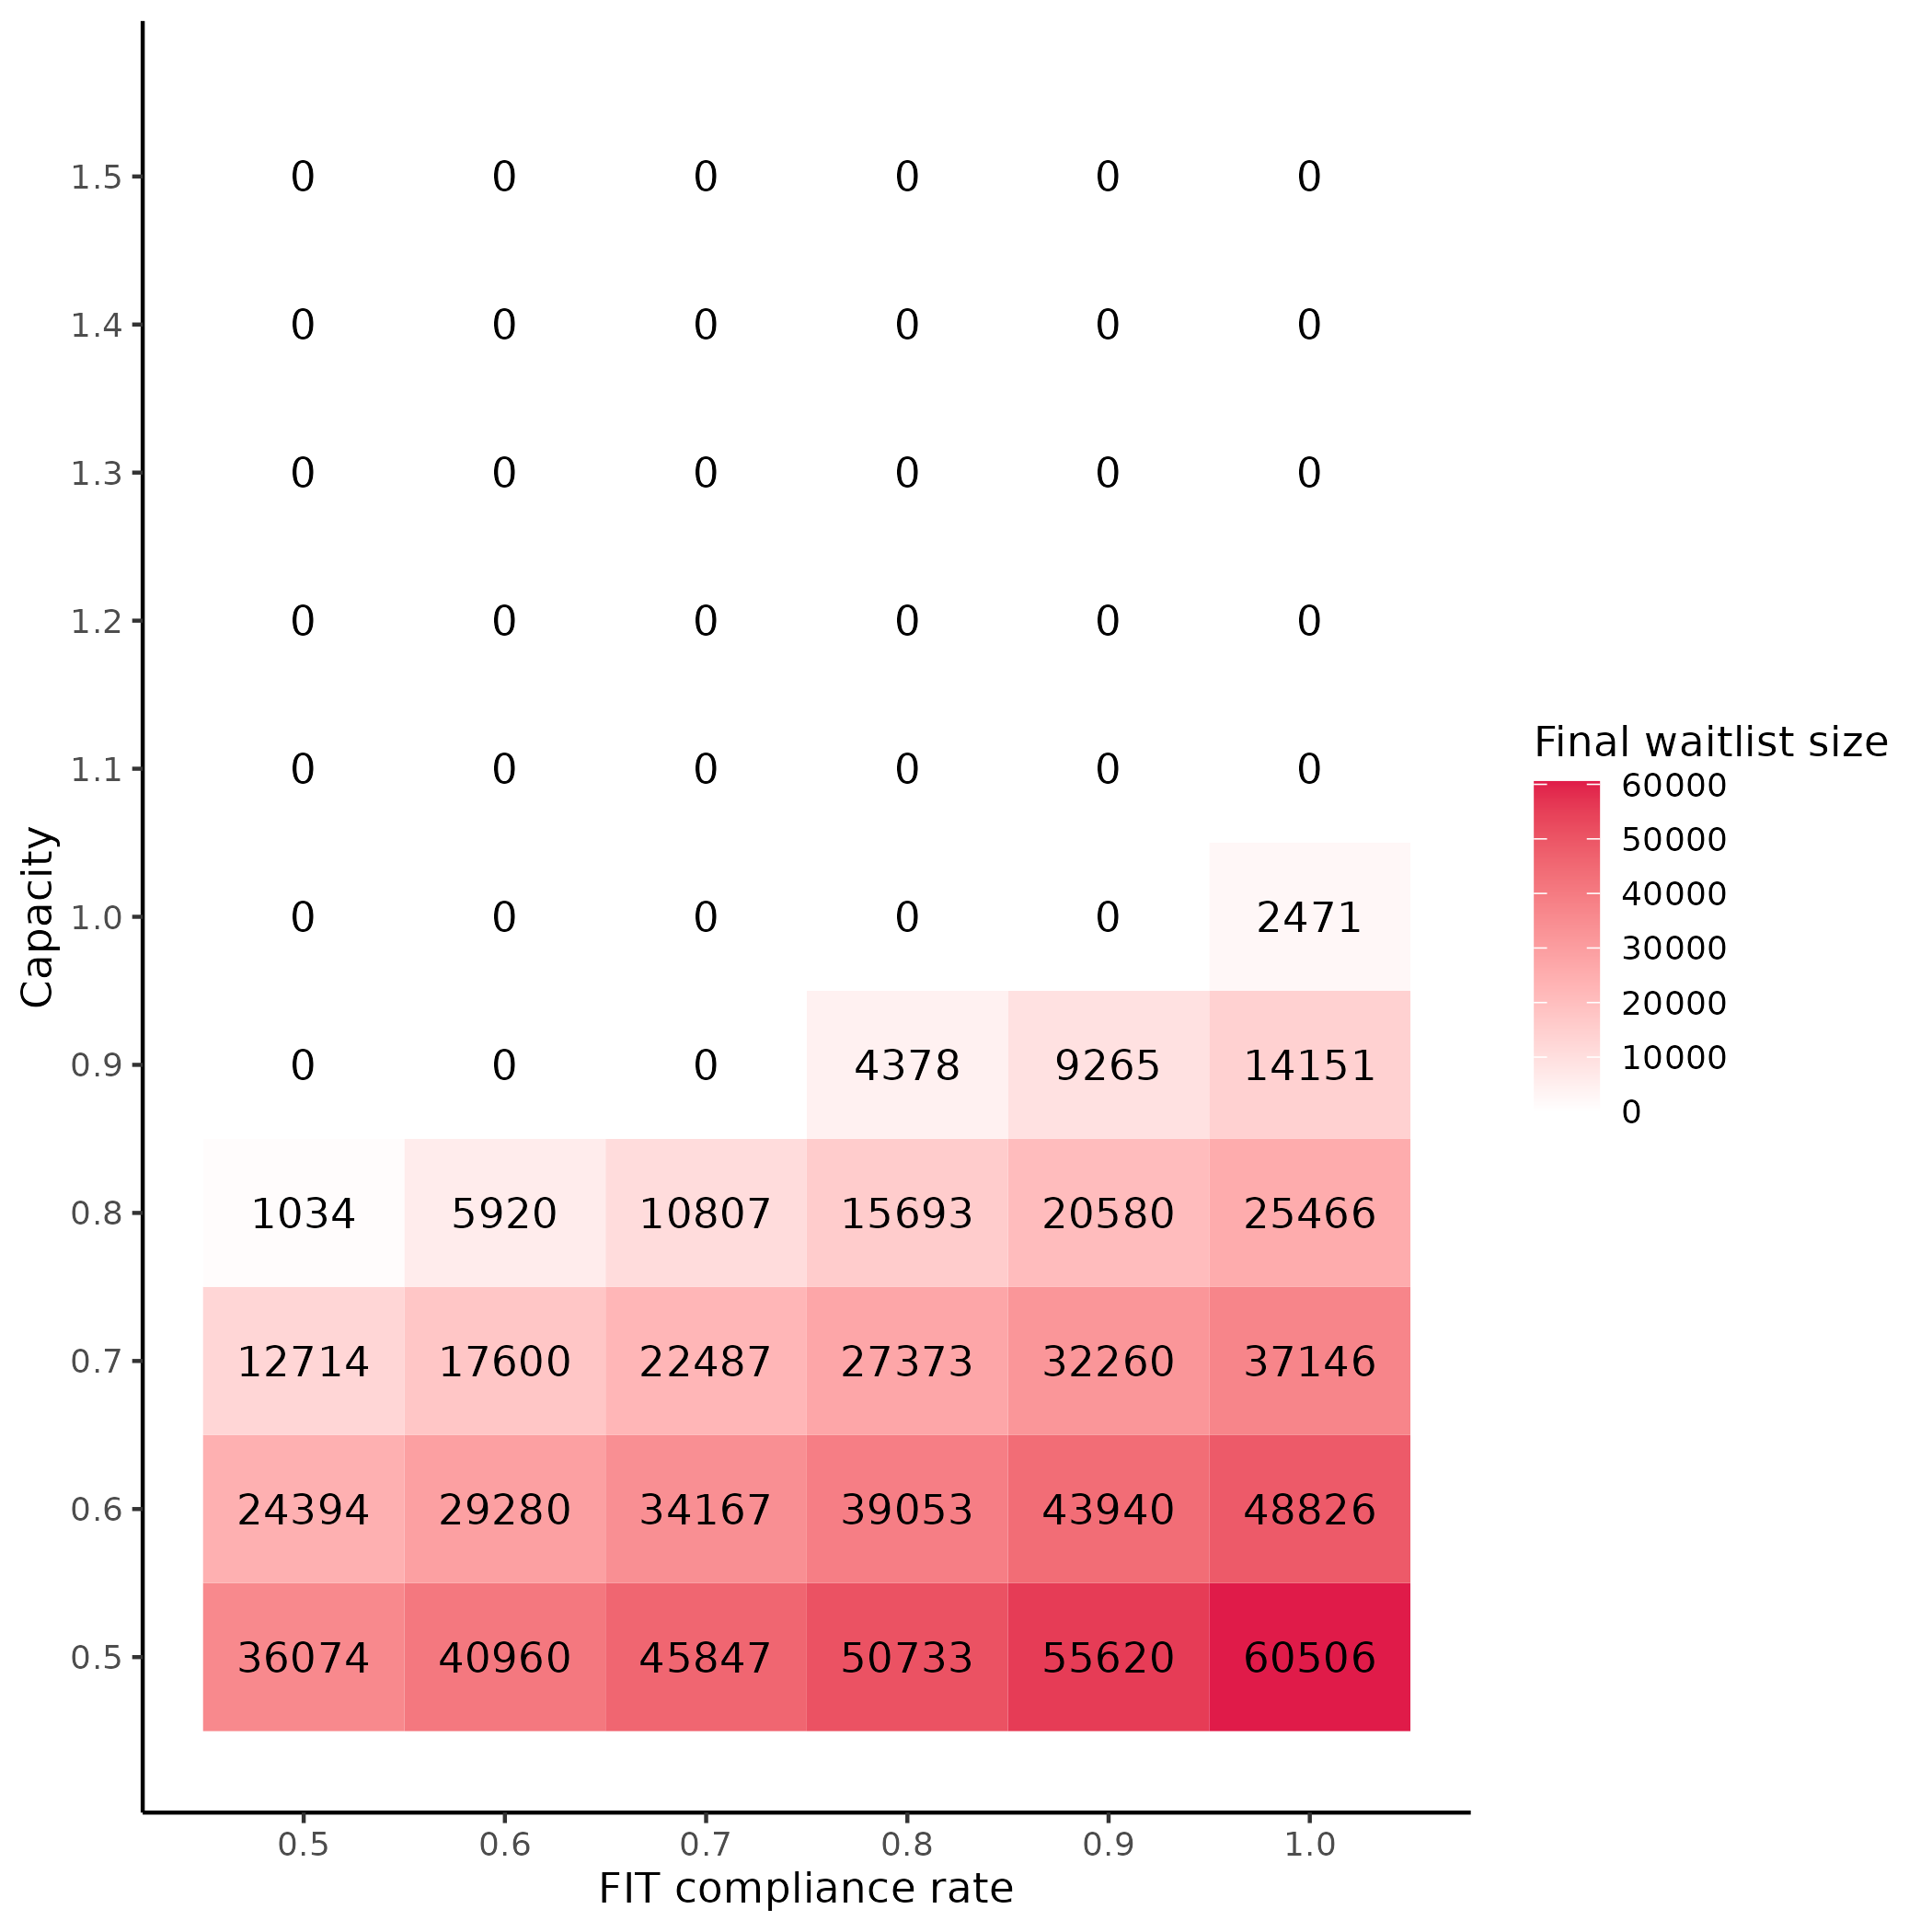 1.5 0 0 0 0 0 0
1.4 0 0 0 0 0 0
1.3 0 0 0 0 0 0
1.2 0 0 0 0 0 0
1.1 0 0 0 0 0 0
1.0 0 0 0 0 0 2471
0.9 0 0 0 4378 9265 14151
0.8 1034 5920 10807 15693 20580 25466
0.7 12714 17600 22487 27373 32260 37146
0.6 24394 29280 34167 39053 43940 48826
0.5 36074 40960 45847 50733 55620 60506
0.5 0.6 0.7 0.8 0.9 1.0
FIT compliance rate
Capacity
Final waitlist size
60000
50000
40000
30000
20000
10000
0